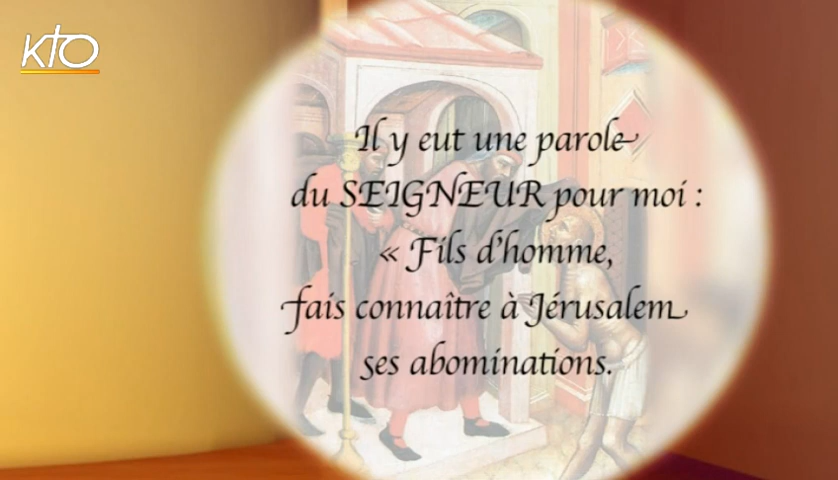 KTO
Il y eut une parole
du SEIGNEUR pour moi :
« Fils d'homme,
fais connaître à Jérusalem
ses abominations.